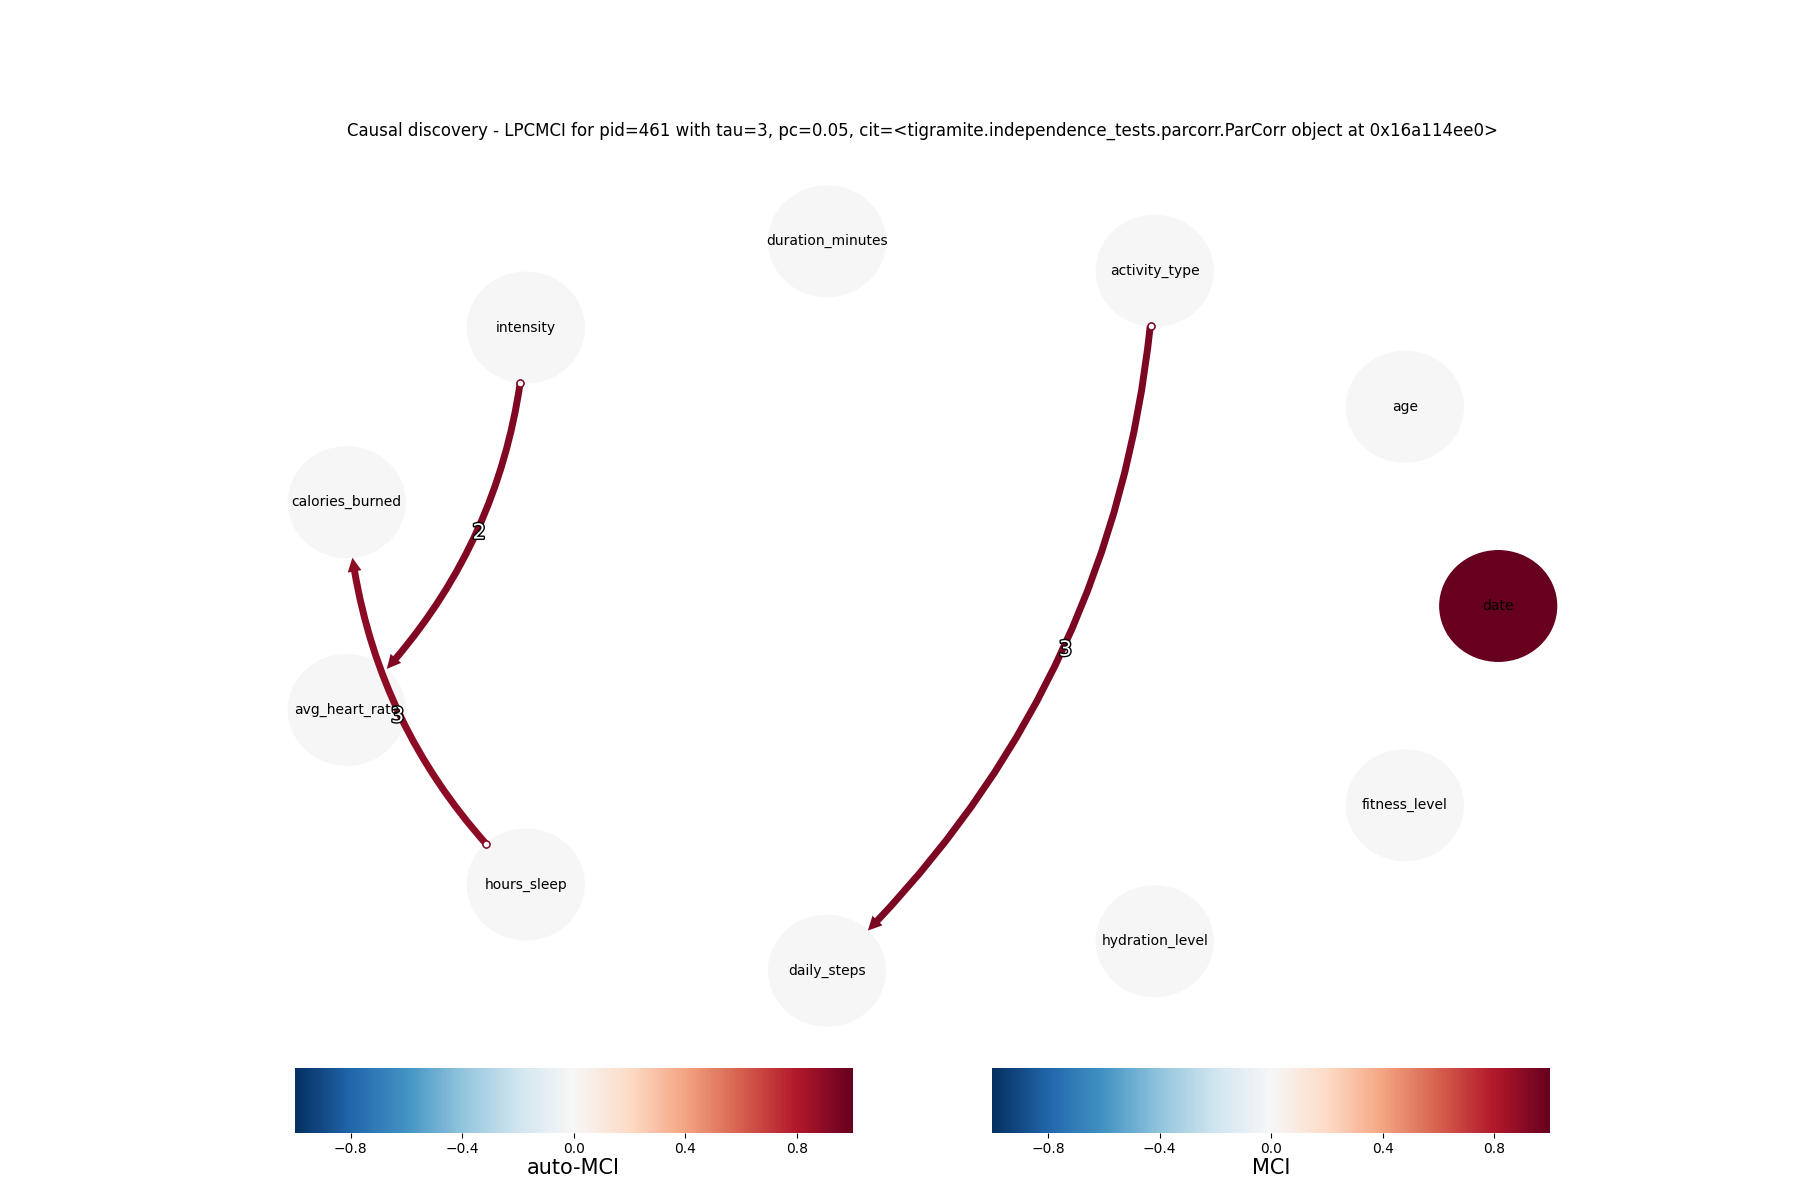 Causal discovery - LPCMCI for pid=461 with tau=3, pc=0.05, cit=<tigramite.independence_tests.parcorr.ParCorr object at 0x16a114ee0>
duration_minutes
activity_type
intensity
age
calories_burned
2
date
3
avg_heart_rate
3
fitness_level
hours_sleep
hydration_level
daily_steps
−0.8 −0.4 0.0 0.4 0.8
auto-MCI
−0.8 −0.4 0.0 0.4 0.8
MCI